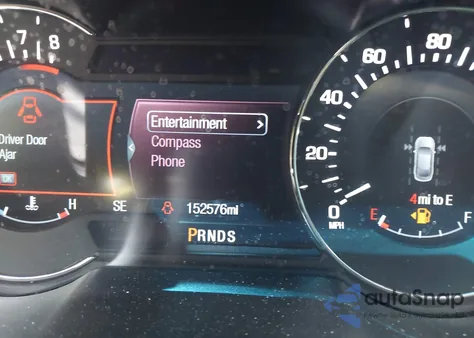 7 8
Driver Door
Ajar
OK
H
Entertainment >
Compass
Phone
SE
152576mi
PRNDS
0
20
40
60
80
MPH
4mi to E
E
F
autoSnap